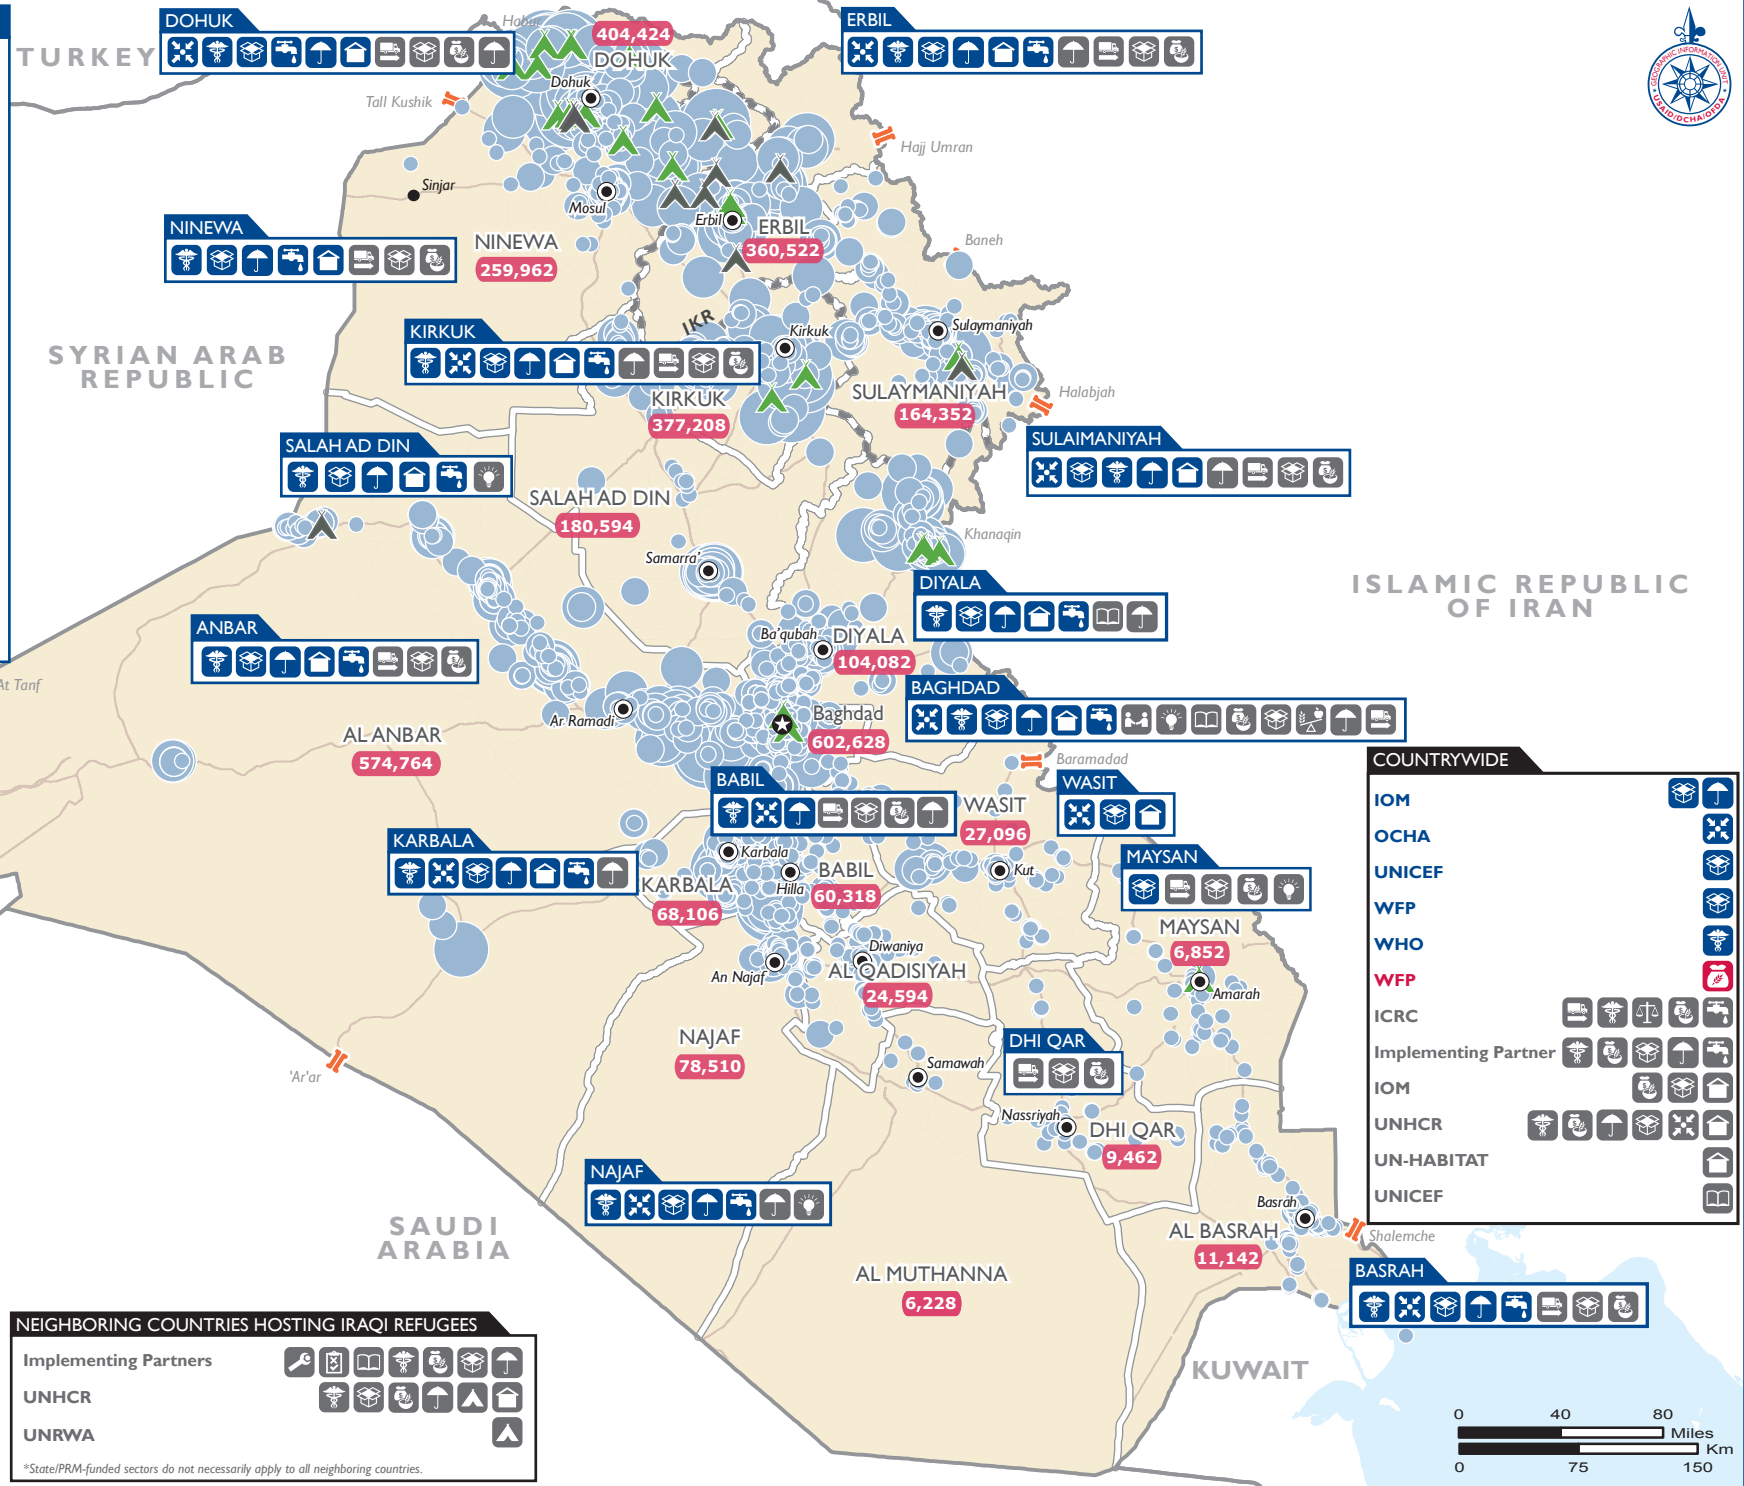 DOHUK
Habur
404,424
DOHUK
ERBIL
TURKEY
GEOGRAPHIC INFORMATION UNIT
USAID/DCHA/OFDA
Dohuk
Tall Kushik
Hajj Umran
Sinjar
Mosul
Erbil
ERBIL
360,522
NINEWA
NINEWA
259,962
Baneh
IKR
KIRKUK
Kirkuk
Sulaymaniyah
SYRIAN ARAB
REPUBLIC
KIRKUK
377,208
SULAYMANIYAH
164,352
Halabjah
SALAH AD DIN
SULAIMANIYAH
SALAH AD DIN
180,594
Khanaqin
Samarra'
DIYALA
ISLAMIC REPUBLIC
OF IRAN
ANBAR
Ba'qubah
DIYALA
104,082
At Tanf
BAGHDAD
Ar Ramadi
Baghdad
602,628
AL ANBAR
574,764
Baramadad
COUNTRYWIDE
BABIL
WASIT
WASIT
27,096
IOM
OCHA
KARBALA
Karbala
MAYSAN
UNICEF
KARBALA
68,106
Hilla
BABIL
60,318
Kut
WFP
MAYSAN
6,852
WHO
Diwaniya
An Najaf
AL QADISIYAH
24,594
WFP
Amarah
ICRC
NAJAF
78,510
DHI QAR
Implementing Partner
Samawah
'Ar'ar
IOM
Nassriyah
DHI QAR
9,462
UNHCR
UN-HABITAT
NAJAF
UNICEF
Basrah
SAUDI
ARABIA
AL BASRAH
11,142
Shalemche
AL MUTHANNA
6,228
BASRAH
NEIGHBORING COUNTRIES HOSTING IRAQI REFUGEES
Implementing Partners
UNHCR
UNRWA
*State/PRM-funded sectors do not necessarily apply to all neighboring countries.
KUWAIT
0 40 80
Miles
Km
0 75 150